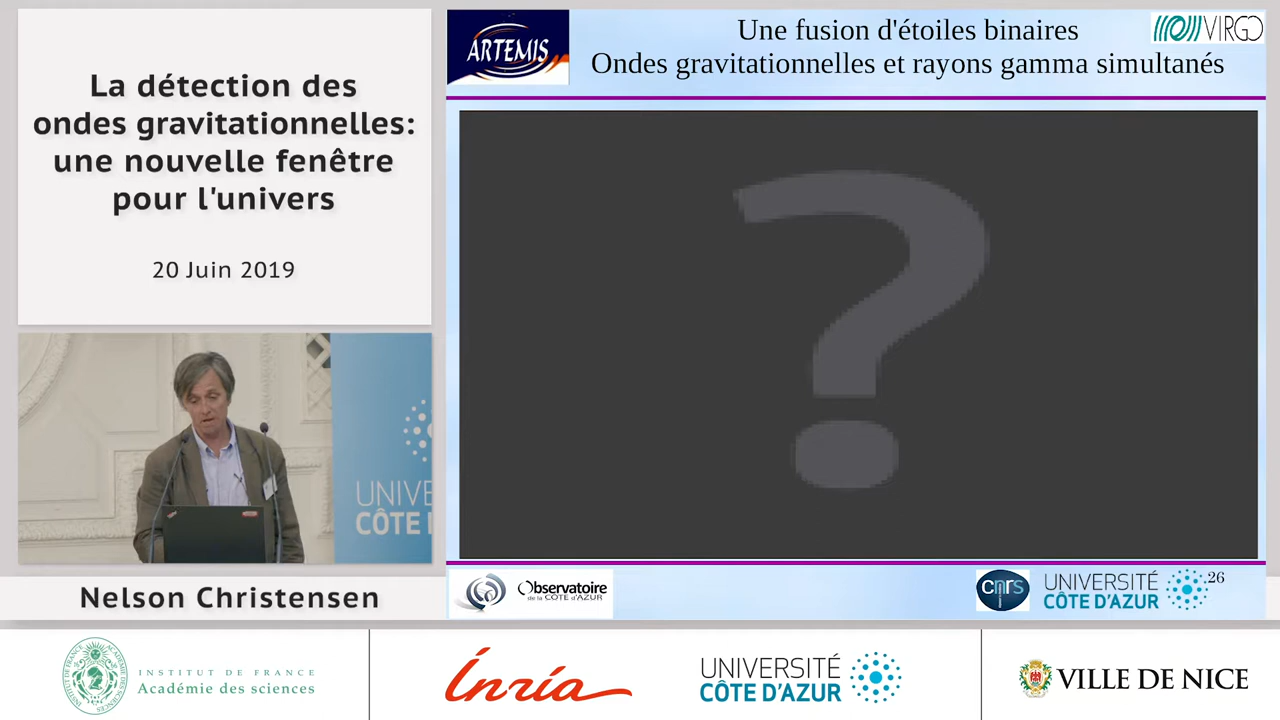 La détection des
ondes gravitationnelles:
une nouvelle fenêtre
pour l'univers
20 Juin 2019
UNIVE
CÔTE
Nelson Christensen
ARTEMIS
Une fusion d'étoiles binaires
Ondes gravitationnelles et rayons gamma simultanés
VIRGO
?
Observatoire
de la CÔTE d'AZUR
cnrs
UNIVERSITÉ
CÔTE D'AZUR
26
INSTITUT DE FRANCE
Académie des sciences
Inría
UNIVERSITÉ
CÔTE D'AZUR
VILLE DE NICE